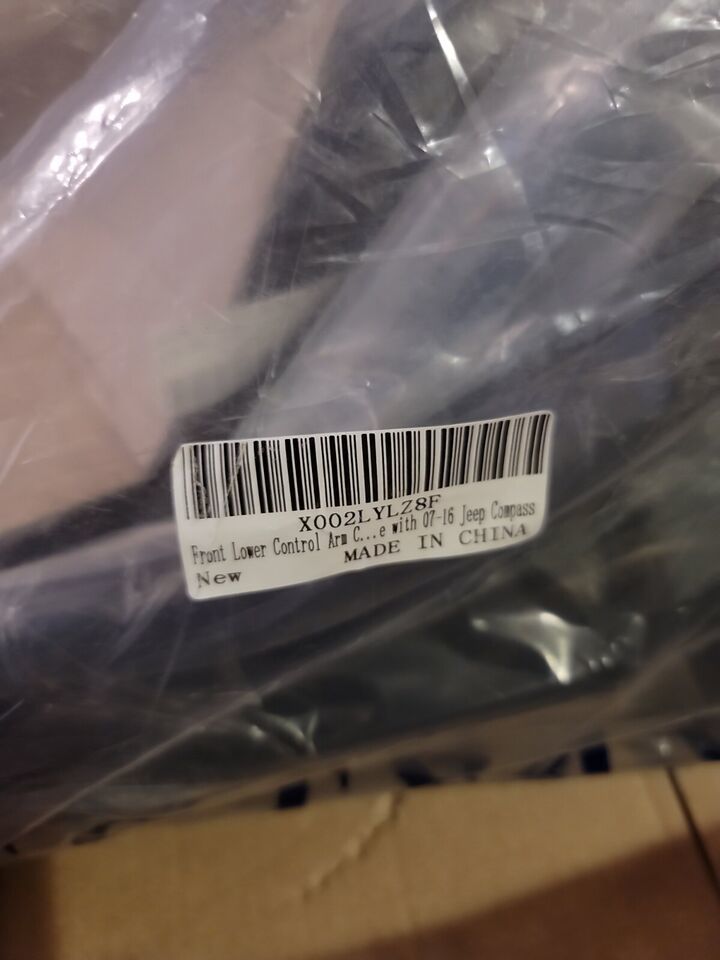 X002LYLZ8F
Front Lower Control Arm C...e with 07-16 Jeep Compass
New
MADE IN CHINA